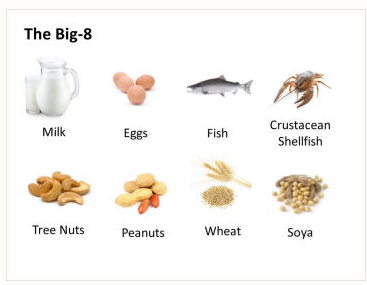 The Big-8
Milk
Eggs
Fish
Crustacean
Shellfish
Tree Nuts
Peanuts
Wheat
Soya